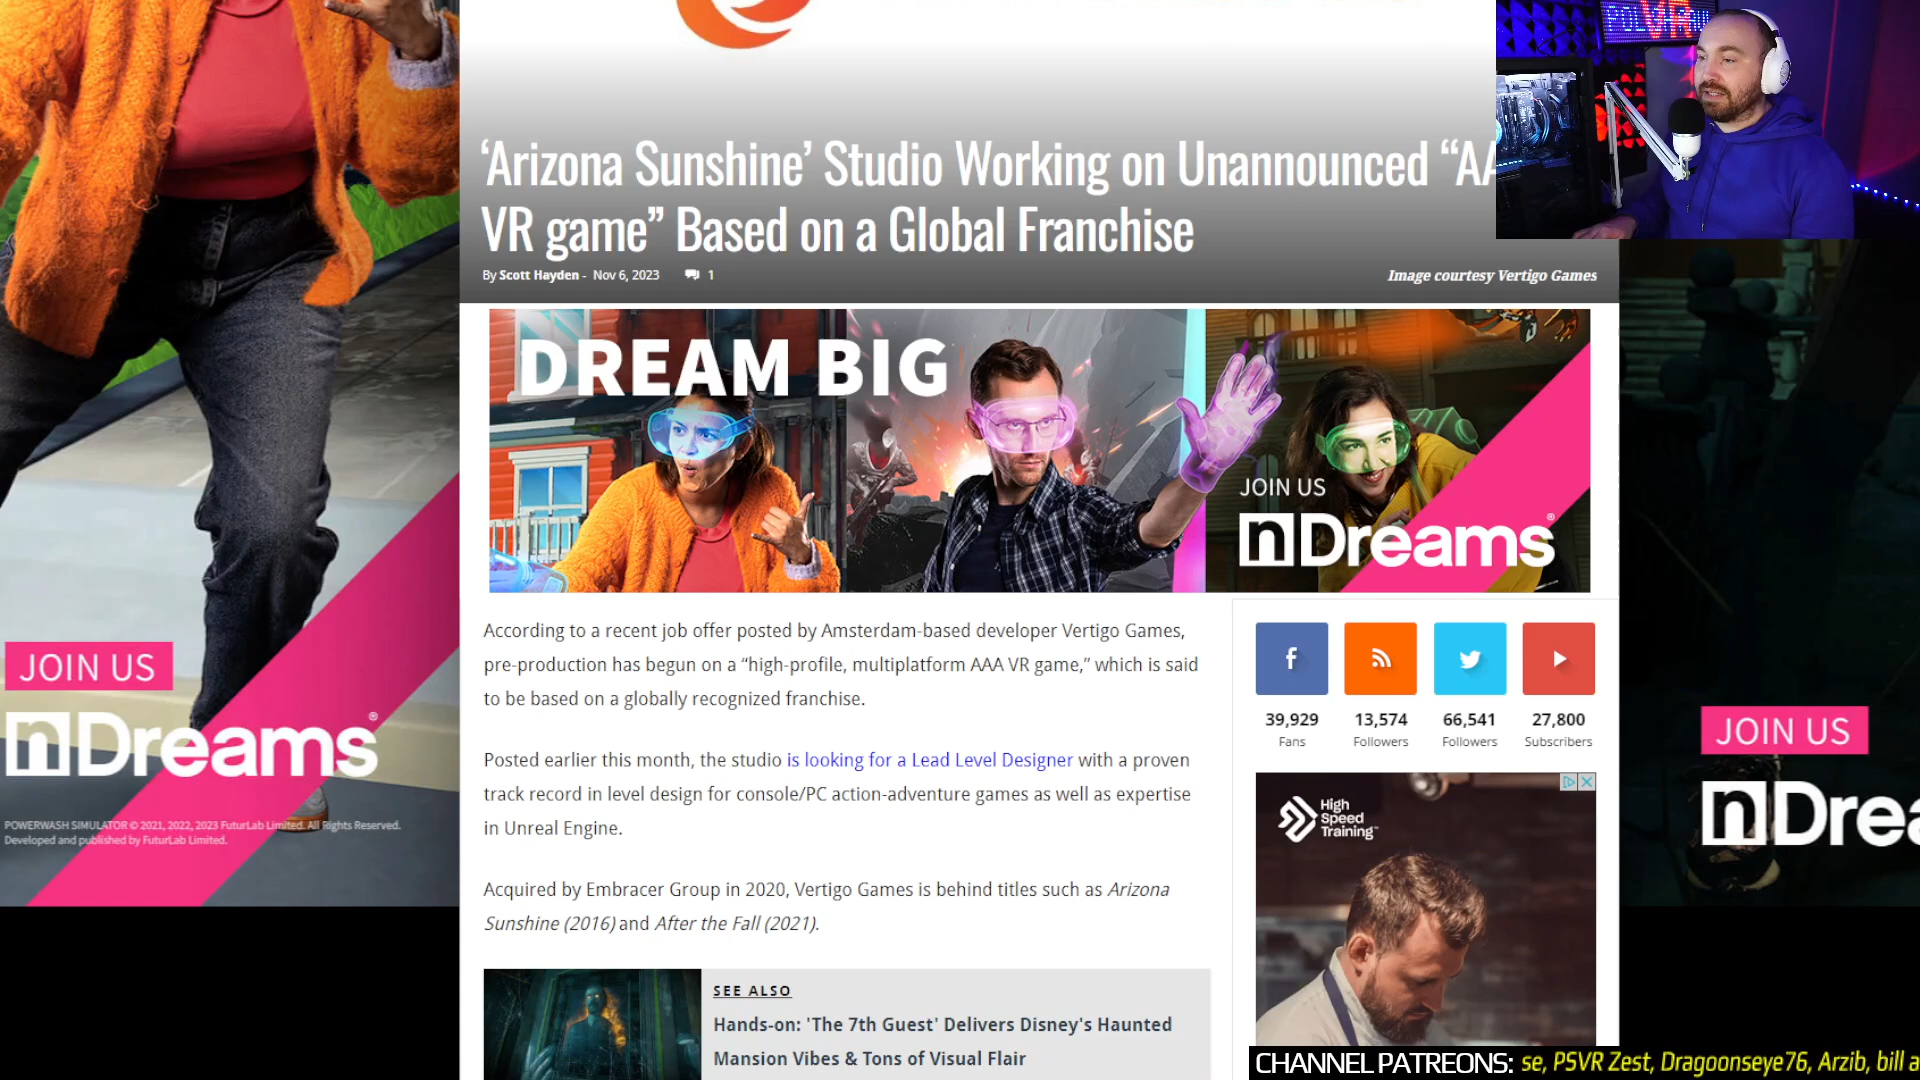 ‘Arizona Sunshine’ Studio Working on Unannounced “AA
VR game” Based on a Global Franchise
By Scott Hayden - Nov 6, 2023 1
Image courtesy Vertigo Games
DREAM BIG
JOIN US
nDreams®
According to a recent job offer posted by Amsterdam-based developer Vertigo Games,
pre-production has begun on a “high-profile, multiplatform AAA VR game,” which is said
to be based on a globally recognized franchise.
Posted earlier this month, the studio is looking for a Lead Level Designer with a proven
track record in level design for console/PC action-adventure games as well as expertise
in Unreal Engine.
Acquired by Embracer Group in 2020, Vertigo Games is behind titles such as Arizona
Sunshine (2016) and After the Fall (2021).
SEE ALSO
Hands-on: 'The 7th Guest' Delivers Disney's Haunted
Mansion Vibes & Tons of Visual Flair
39,929 13,574 66,541 27,800
Fans Followers Followers Subscribers
High
Speed
Training™
JOIN US
nDreams®
POWERWASH SIMULATOR © 2021, 2022, 2023 FuturLab Limited. All Rights Reserved.
Developed and published by FuturLab Limited.
JOIN US
nDrea
CHANNEL PATREONS: se, PSVR Zest, Dragoonseye76, Arzib, bill a